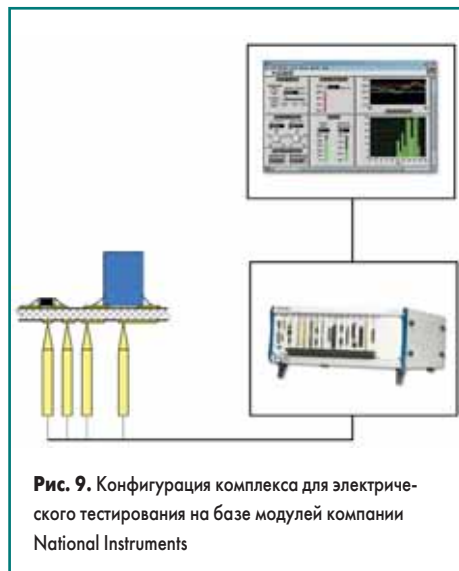 Рис. 9. Конфигурация комплекса для электриче-
ского тестирования на базе модулей компании
National Instruments